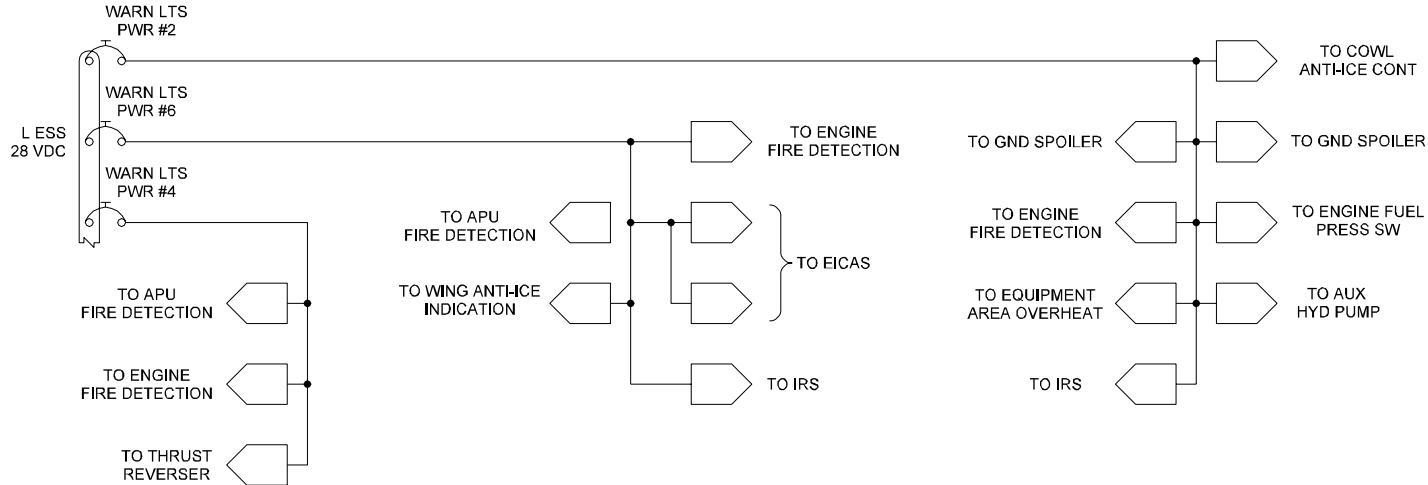 WARN LTS
PWR #2
WARN LTS
PWR #6
WARN LTS
PWR #4
L ESS
28 VDC
TO APU
FIRE DETECTION
TO ENGINE
FIRE DETECTION
TO THRUST
REVERSER
TO ENGINE
FIRE DETECTION
TO APU
FIRE DETECTION
TO EICAS
TO WING ANTI-ICE
INDICATION
TO IRS
TO COWL
ANTI-ICE CONT
TO GND SPOILER
TO GND SPOILER
TO ENGINE
FIRE DETECTION
TO ENGINE FUEL
PRESS SW
TO EQUIPMENT
AREA OVERHEAT
TO AUX
HYD PUMP
TO IRS